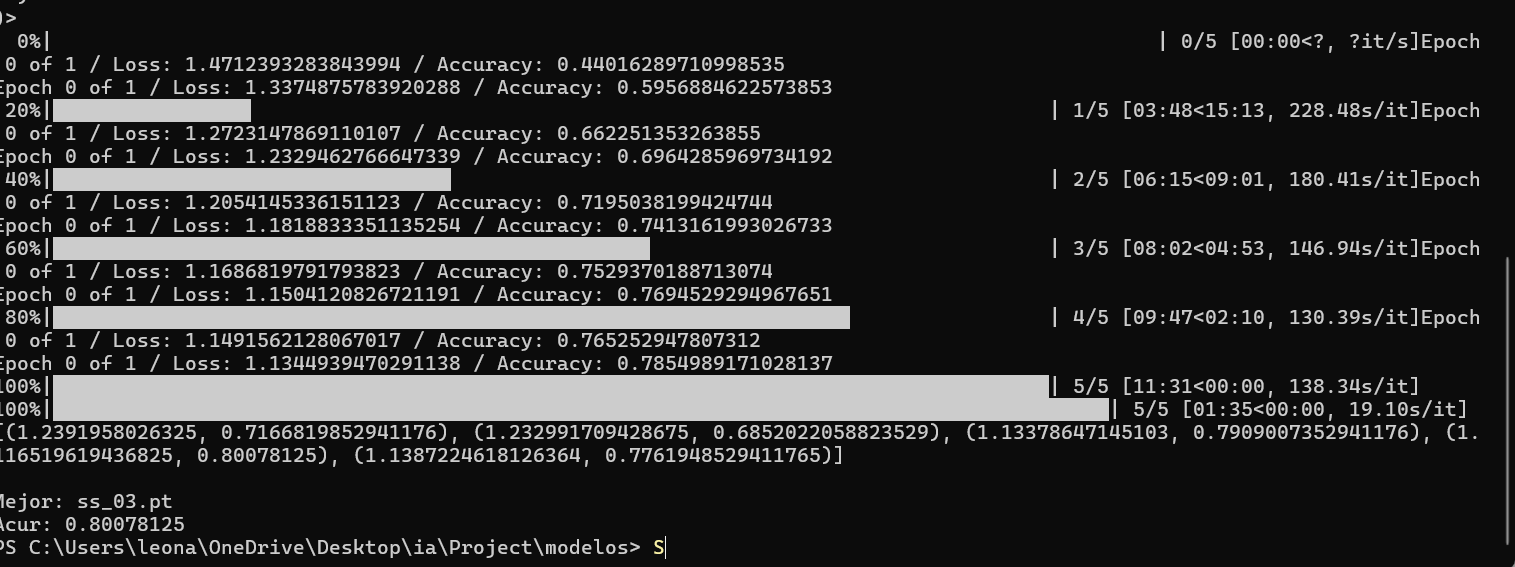 )>
0%| | 0/5 [00:00<?, ?it/s]Epoch
0 of 1 / Loss: 1.4712393283843994 / Accuracy: 0.44016289710998535
Epoch 0 of 1 / Loss: 1.3374875783920288 / Accuracy: 0.5956884622573853
20%| | 1/5 [03:48<15:13, 228.48s/it]Epoch
0 of 1 / Loss: 1.2723147869110107 / Accuracy: 0.662251353263855
Epoch 0 of 1 / Loss: 1.2329462766647339 / Accuracy: 0.6964285969734192
40%| | 2/5 [06:15<09:01, 180.41s/it]Epoch
0 of 1 / Loss: 1.2054145336151123 / Accuracy: 0.7195038199424744
Epoch 0 of 1 / Loss: 1.1818833351135254 / Accuracy: 0.7413161993026733
60%| | 3/5 [08:02<04:53, 146.94s/it]Epoch
0 of 1 / Loss: 1.1686819791793823 / Accuracy: 0.7529370188713074
Epoch 0 of 1 / Loss: 1.1504120826721191 / Accuracy: 0.7694529294967651
80%| | 4/5 [09:47<02:10, 130.39s/it]Epoch
0 of 1 / Loss: 1.1491562128067017 / Accuracy: 0.765252947807312
Epoch 0 of 1 / Loss: 1.1344939470291138 / Accuracy: 0.7854989171028137
100%| | 5/5 [11:31<00:00, 138.34s/it]
100%| | 5/5 [01:35<00:00, 19.10s/it]
[(1.2391958026325, 0.7166819852941176), (1.232991709428675, 0.6852022058823529), (1.13378647145103, 0.7909007352941176), (1.
116519619436825, 0.80078125), (1.1387224618126364, 0.7761948529411765)]
Mejor: ss_03.pt
Acur: 0.80078125
PS C:\Users\leona\OneDrive\Desktop\ia\Project\modelos> S